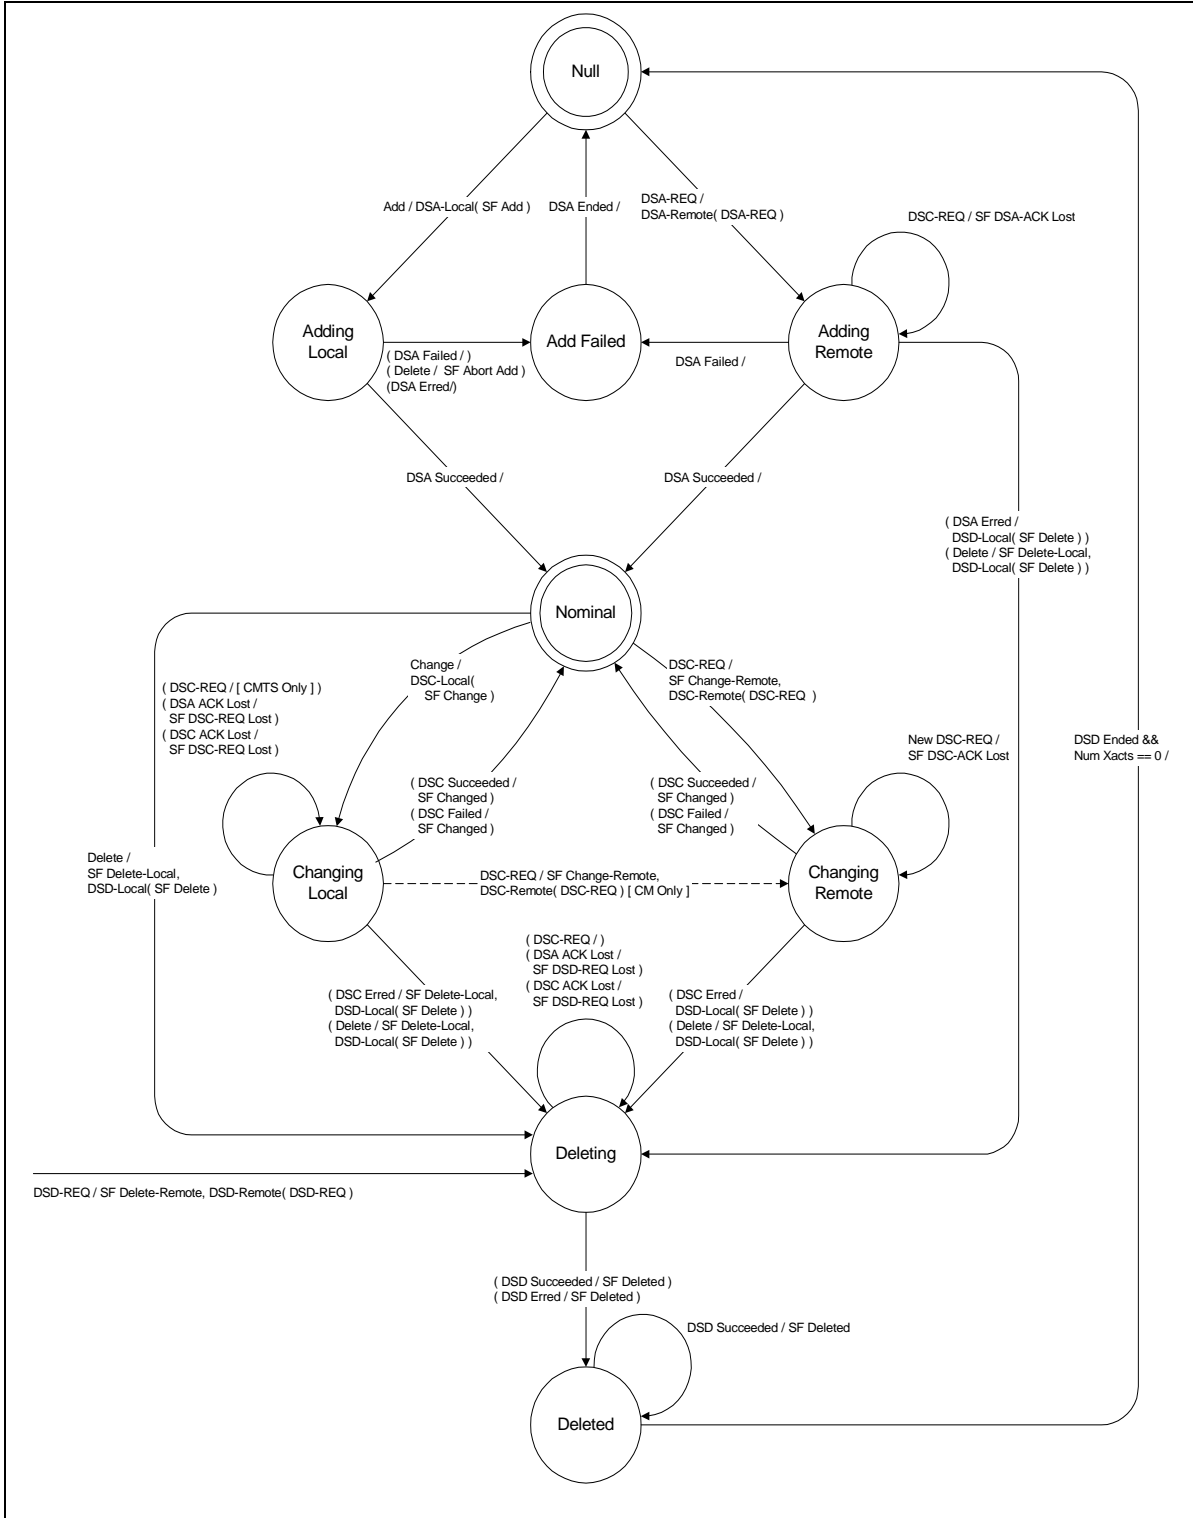 Null
Add / DSA-Local( SF Add )
DSA Ended /
DSA-REQ /
DSA-Remote( DSA-REQ )
DSC-REQ / SF DSA-ACK Lost
Adding
Local
Add Failed
Adding
Remote
( DSA Failed / )
( Delete / SF Abort Add )
(DSA Erred/)
DSA Failed /
DSA Succeeded /
DSA Succeeded /
( DSA Erred /
DSD-Local( SF Delete ) )
( Delete / SF Delete-Local,
DSD-Local( SF Delete ) )
Nominal
Change /
DSC-Local(
SF Change )
DSC-REQ /
SF Change-Remote,
DSC-Remote( DSC-REQ )
( DSC-REQ / [ CMTS Only ] )
( DSA ACK Lost /
SF DSC-REQ Lost )
( DSC ACK Lost /
SF DSC-REQ Lost )
New DSC-REQ /
SF DSC-ACK Lost
DSD Ended &&
Num Xacts == 0 /
( DSC Succeeded /
SF Changed )
( DSC Failed /
SF Changed )
( DSC Succeeded /
SF Changed )
( DSC Failed /
SF Changed )
Delete /
SF Delete-Local,
DSD-Local( SF Delete )
Changing
Local
DSC-REQ / SF Change-Remote,
DSC-Remote( DSC-REQ ) [ CM Only ]
Changing
Remote
( DSC-REQ / )
( DSA ACK Lost /
SF DSD-REQ Lost )
( DSC ACK Lost /
SF DSD-REQ Lost )
( DSC Erred / SF Delete-Local,
DSD-Local( SF Delete ) )
( Delete / SF Delete-Local,
DSD-Local( SF Delete ) )
( DSC Erred /
DSD-Local( SF Delete ) )
( Delete / SF Delete-Local,
DSD-Local( SF Delete ) )
Deleting
DSD-REQ / SF Delete-Remote, DSD-Remote( DSD-REQ )
( DSD Succeeded / SF Deleted )
( DSD Erred / SF Deleted )
DSD Succeeded / SF Deleted
Deleted